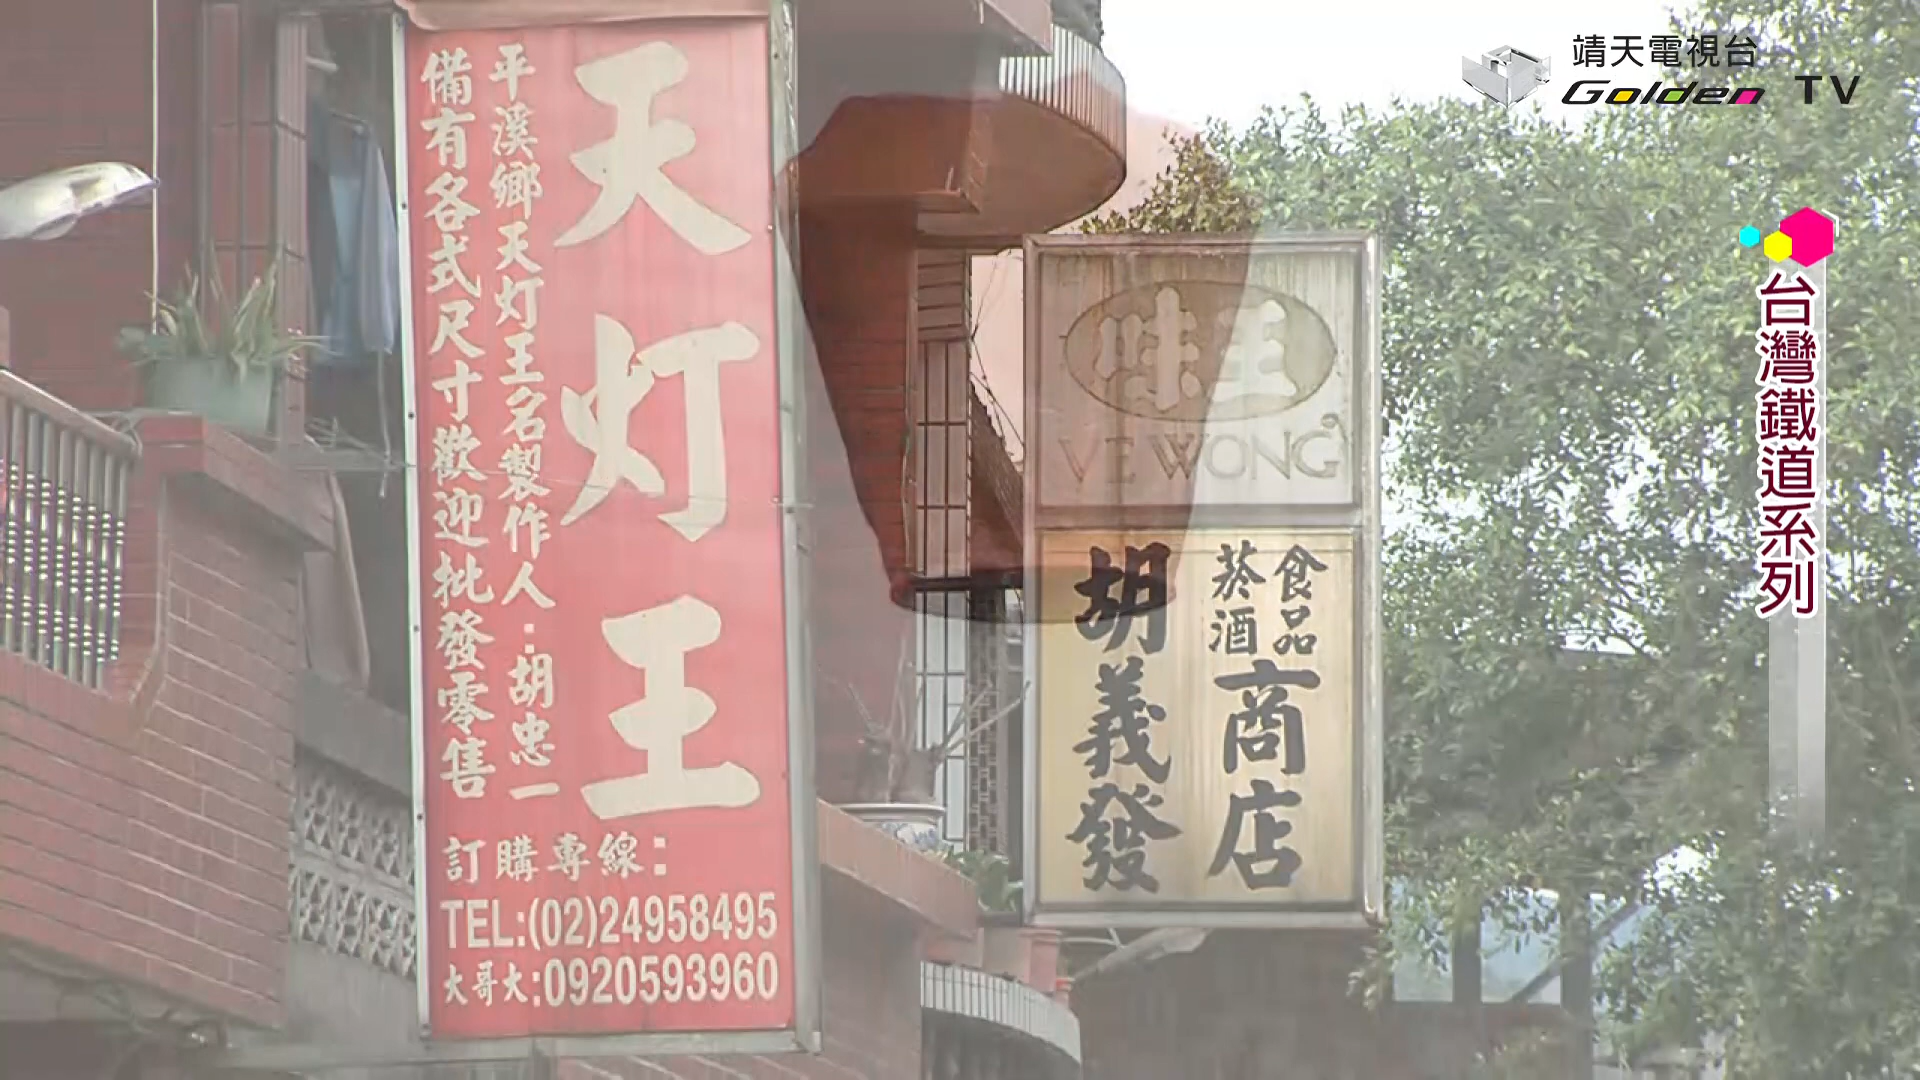 天灯王
平溪鄉天灯王名製作人:胡忠一
備有各式尺寸歡迎批發零售
訂購專線:
TEL:(02)24958495
大哥大:0920593960
味王
VE WONG
食品
菸酒
商店
胡義發
靖天電視台
Golden TV
台灣鐵道系列